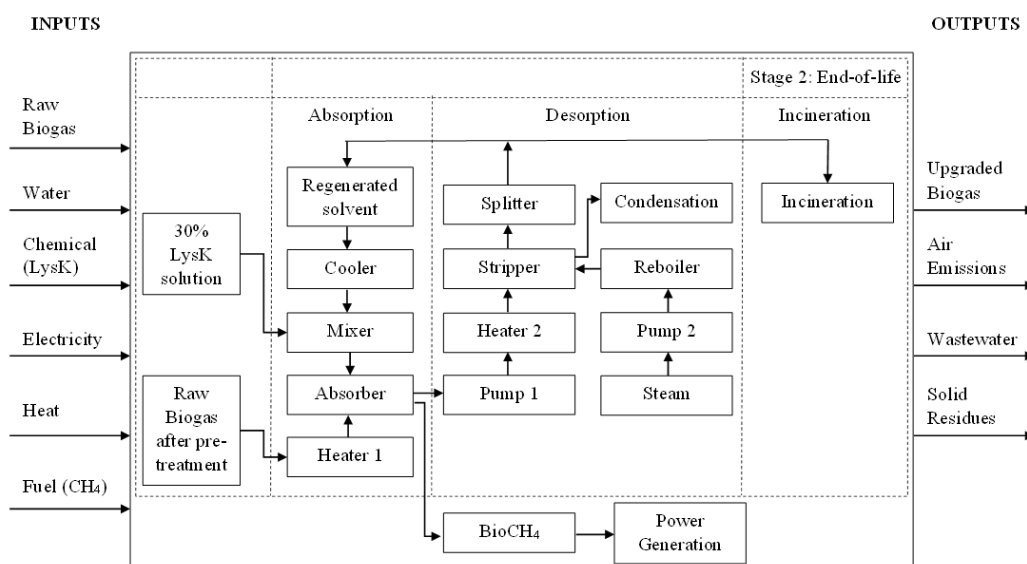 INPUTS
OUTPUTS
Stage 2: End-of-life
Absorption
Desorption
Incineration
Raw
Biogas
Water
Chemical
(LysK)
Electricity
Heat
Fuel (CH₄)
30%
LysK
solution
Raw
Biogas
after pre-
treatment
Regenerated
solvent
Cooler
Mixer
Absorber
Heater 1
Splitter
Stripper
Heater 2
Pump 1
Condensation
Reboiler
Pump 2
Steam
Incineration
BioCH₄
Power
Generation
Upgraded
Biogas
Air
Emissions
Wastewater
Solid
Residues